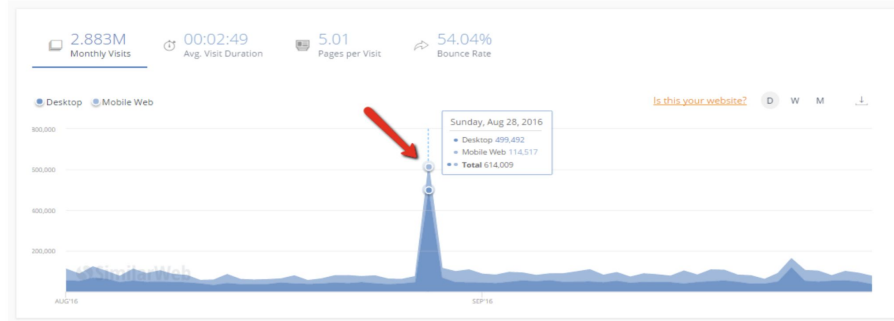 2.883M
Monthly Visits
00:02:49
Avg. Visit Duration
5.01
Pages per Visit
54.04%
Bounce Rate
Desktop
Mobile Web
Is this your website?
D W M
Sunday, Aug 28, 2016
Desktop 499,492
Mobile Web 114,517
Total 614,009
800,000
600,000
400,000
200,000
SimilarWeb
AUG'16
SEP'16